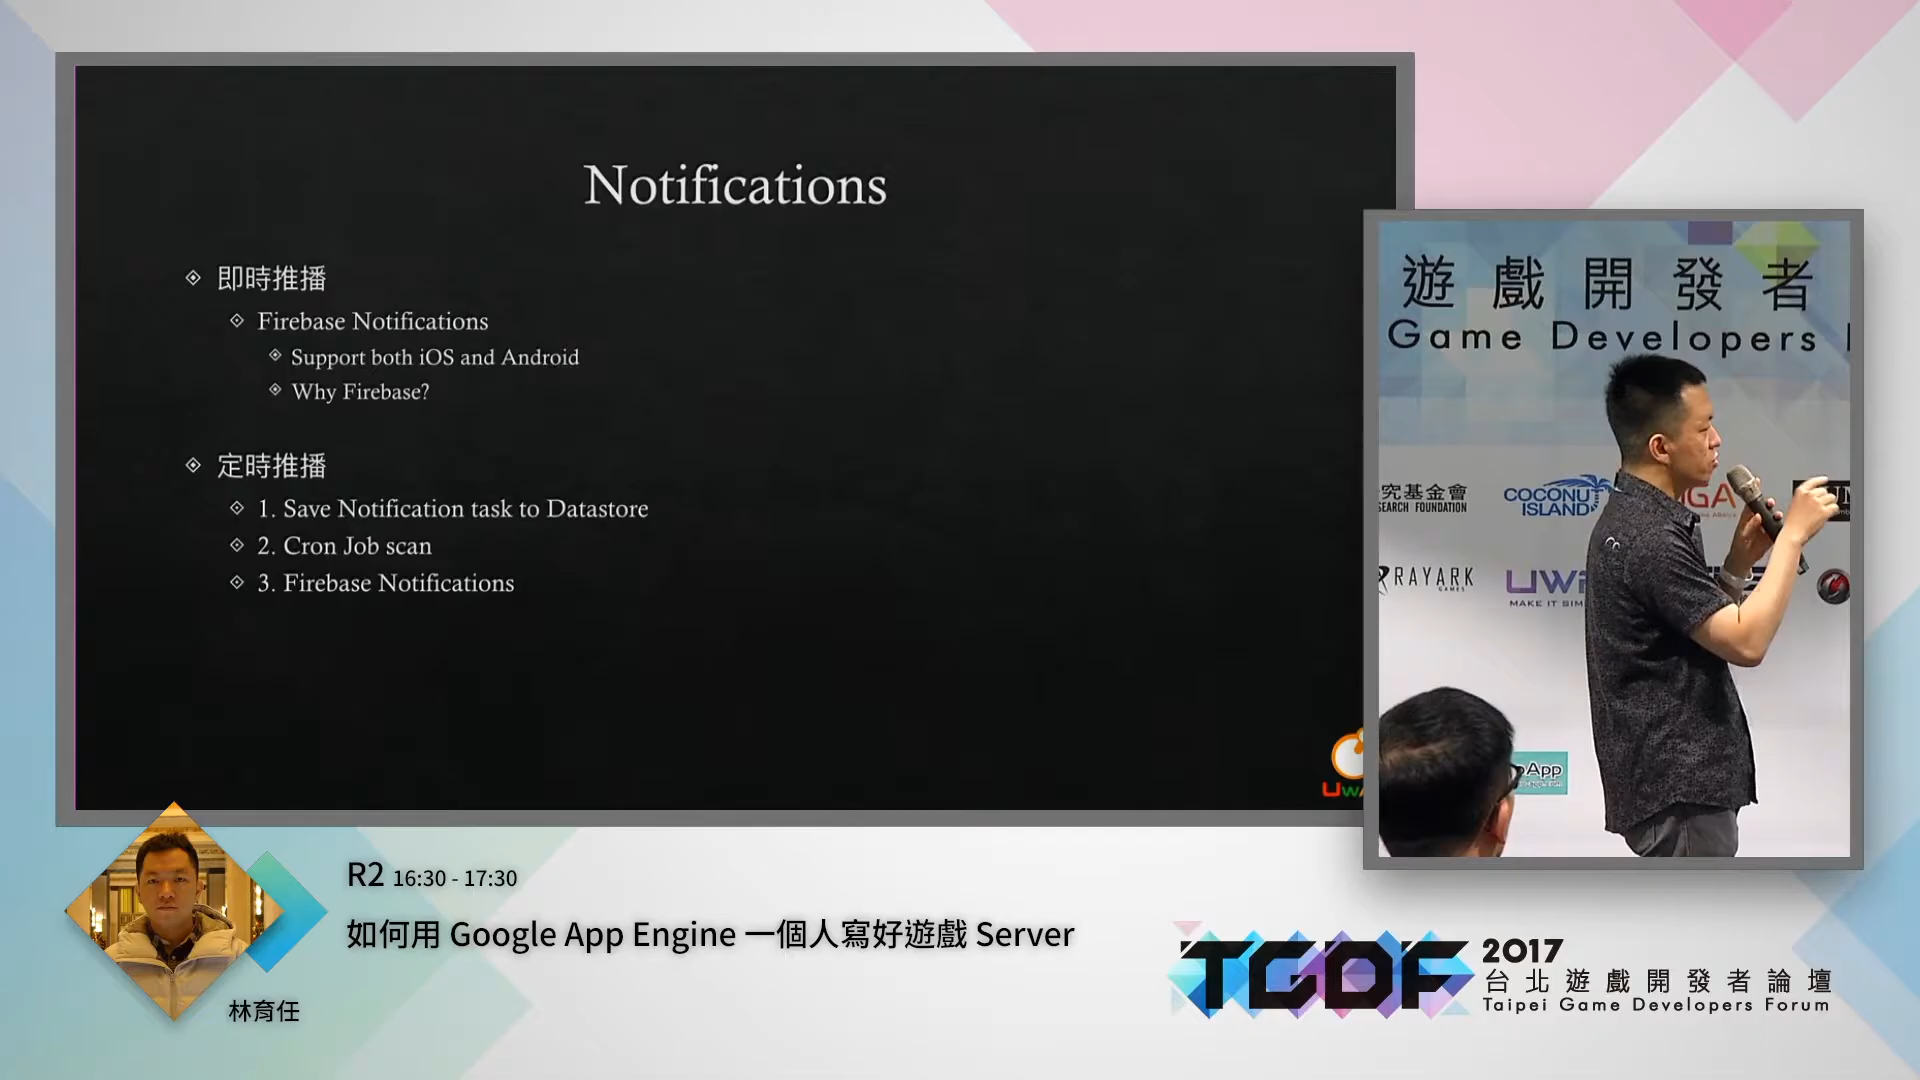 Notifications
即時推播
Firebase Notifications
Support both iOS and Android
Why Firebase?
定時推播
1. Save Notification task to Datastore
2. Cron Job scan
3. Firebase Notifications
遊戲開發者
Game Developers
究基金會
SEARCH FOUNDATION
COCONUT
ISLAND
IGA
RAYARK
GAMES
UW
MAKE IT SIM
App
R2 16:30 - 17:30
如何用 Google App Engine 一個人寫好遊戲 Server
林育任
TGDF 2017
台北遊戲開發者論壇
Taipei Game Developers Forum